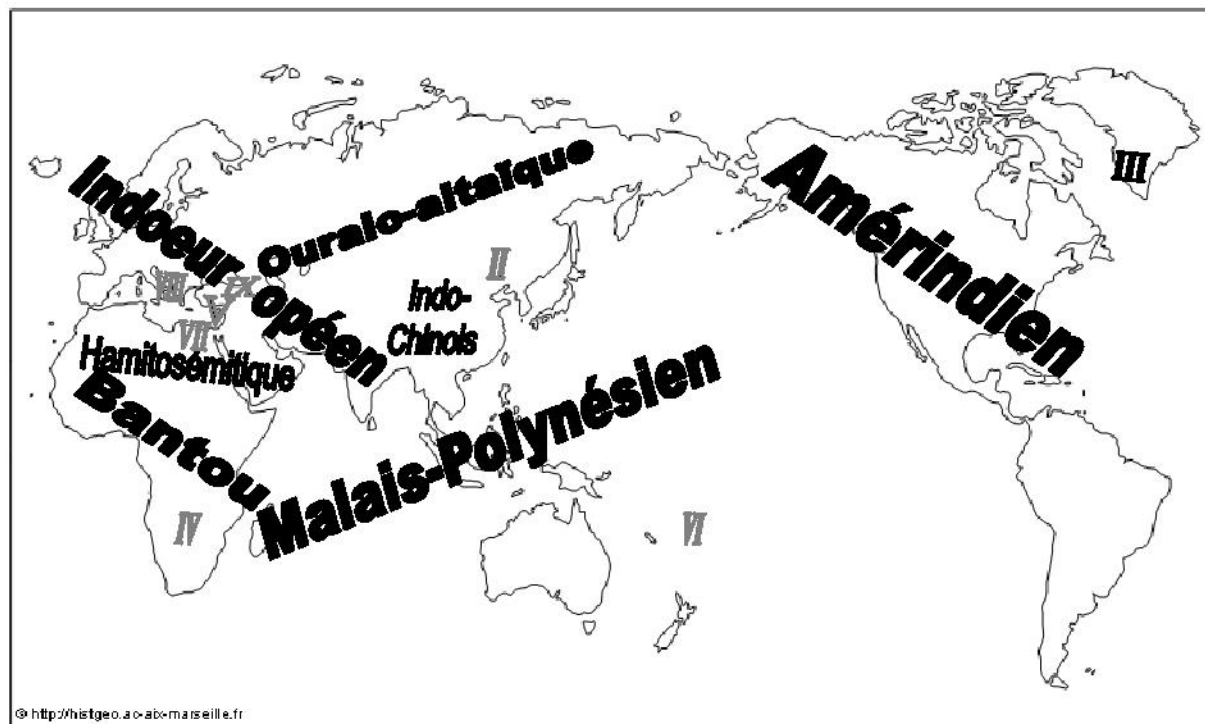 Indoeuropéen
Ouralo-altaïque
Amérindien
III
II
VIII
IX
V
VII
Indo-
Chinois
Hamitosémitique
Bantou
Malais-Polynésien
IV
VI
© http://histgeo.ac-aix-marseille.fr